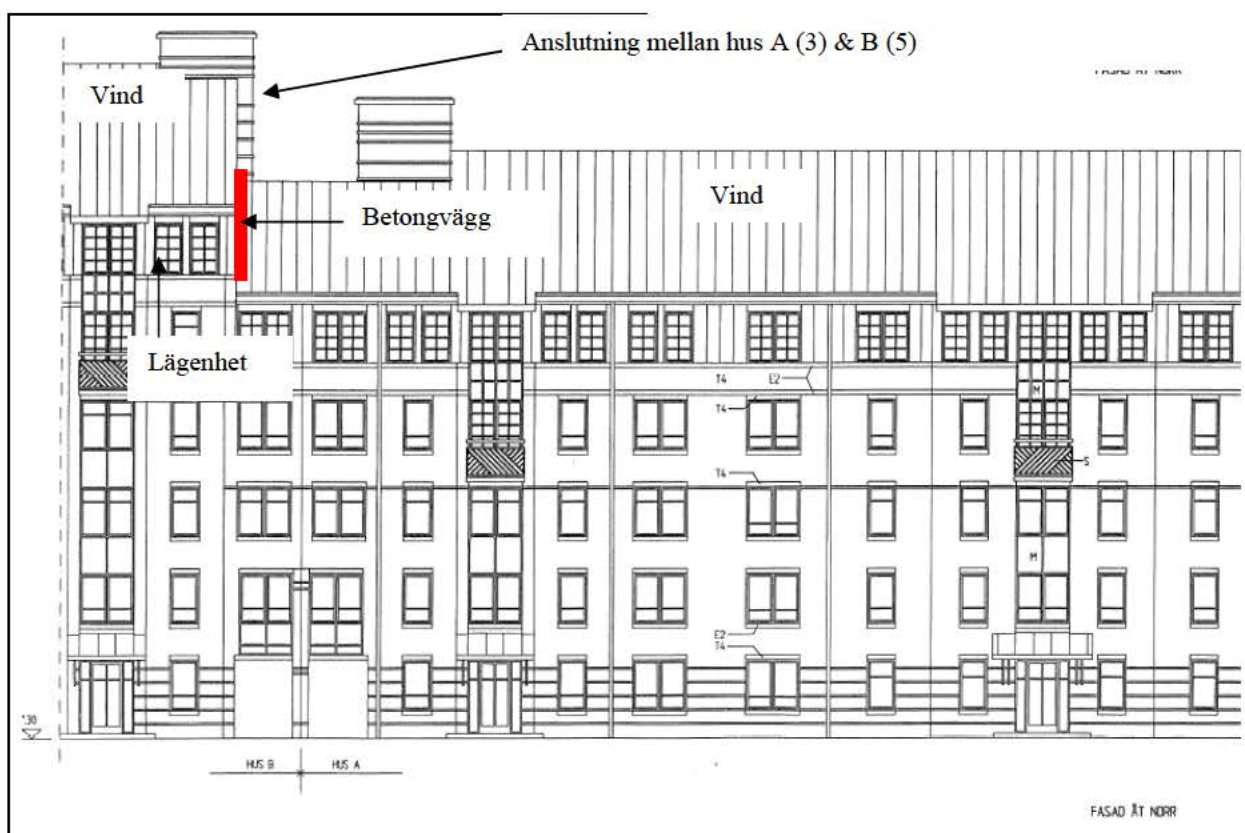 Anslutning mellan hus A (3) & B (5)
FASAD ÅT NORR
Vind
Vind
Betongvägg
Lägenhet
T4
E2
T4
M
S
T4
M
E2
T4
130
HUS B
HUS A
FASAD ÅT NORR